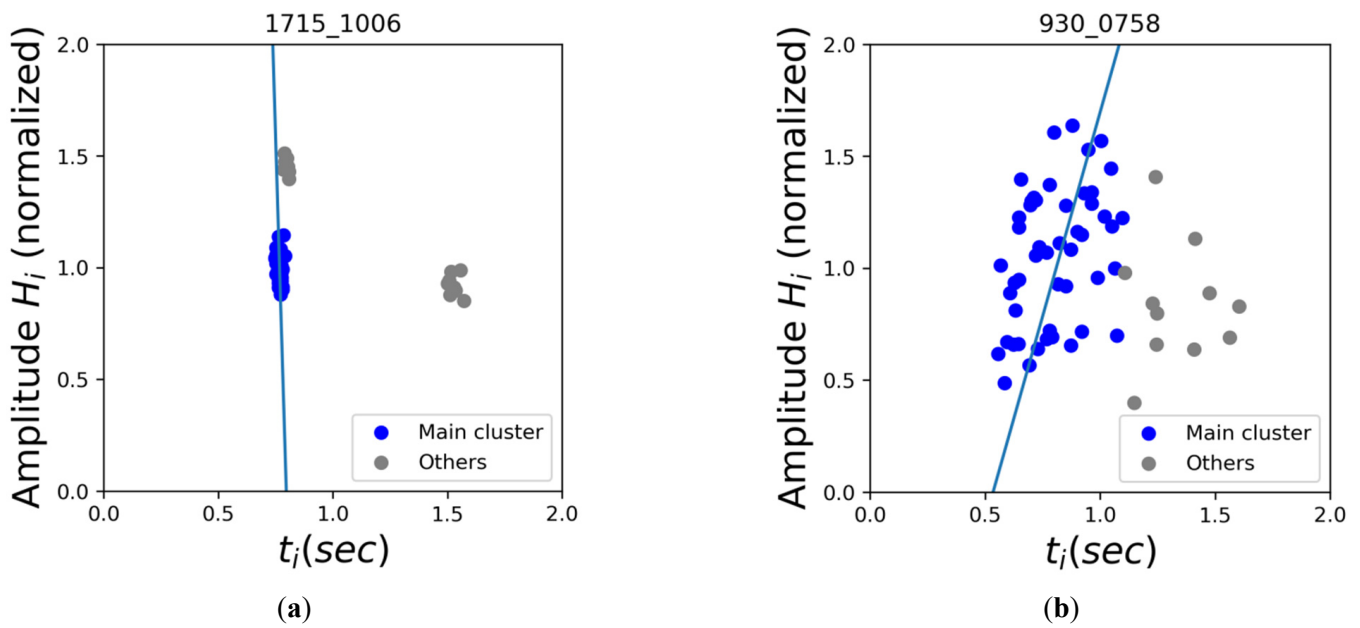 1715_1006
Amplitude H_i (normalized)
2.0
1.5
1.0
0.5
0.0
Main cluster
Others
0.0 0.5 1.0 1.5 2.0
t_i(sec)
(a)
930_0758
Amplitude H_i (normalized)
2.0
1.5
1.0
0.5
0.0
Main cluster
Others
0.0 0.5 1.0 1.5 2.0
t_i(sec)
(b)